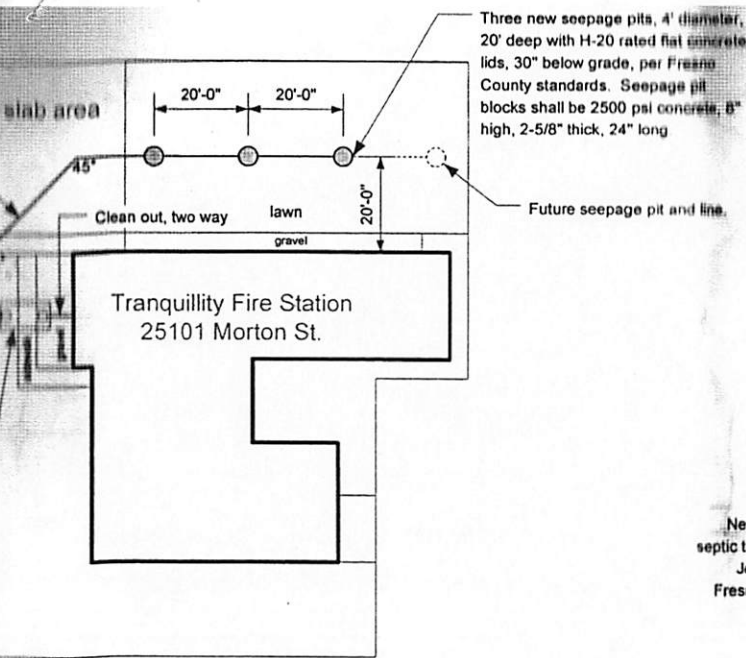 Three new seepage pits, 4' diameter,
20' deep with H-20 rated flat concrete
lids, 30" below grade, per Fresno
County standards. Seepage pit
blocks shall be 2500 psi concrete, 8"
high, 2-5/8" thick, 24" long
20'-0"
20'-0"
slab area
45°
20'-0"
Future seepage pit and line.
Clean out, two way
lawn
gravel
Tranquillity Fire Station
25101 Morton St.
Ne
septic t
Je
Fres